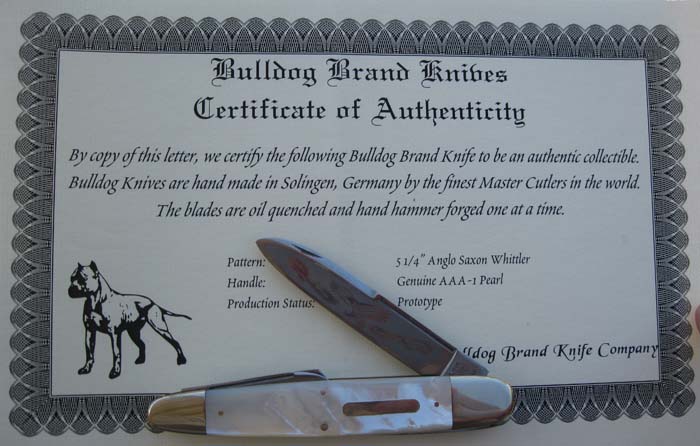 Bulldog Brand Knives
Certificate of Authenticity
By copy of this letter, we certify the following Bulldog Brand Knife to be an authentic collectible.
Bulldog Knives are hand made in Solingen, Germany by the finest Master Cutlers in the world.
The blades are oil quenched and hand hammer forged one at a time.
Pattern: 5 1/4" Anglo Saxon Whittler
Handle: Genuine AAA-1 Pearl
Production Status: Prototype
lldog Brand Knife Company